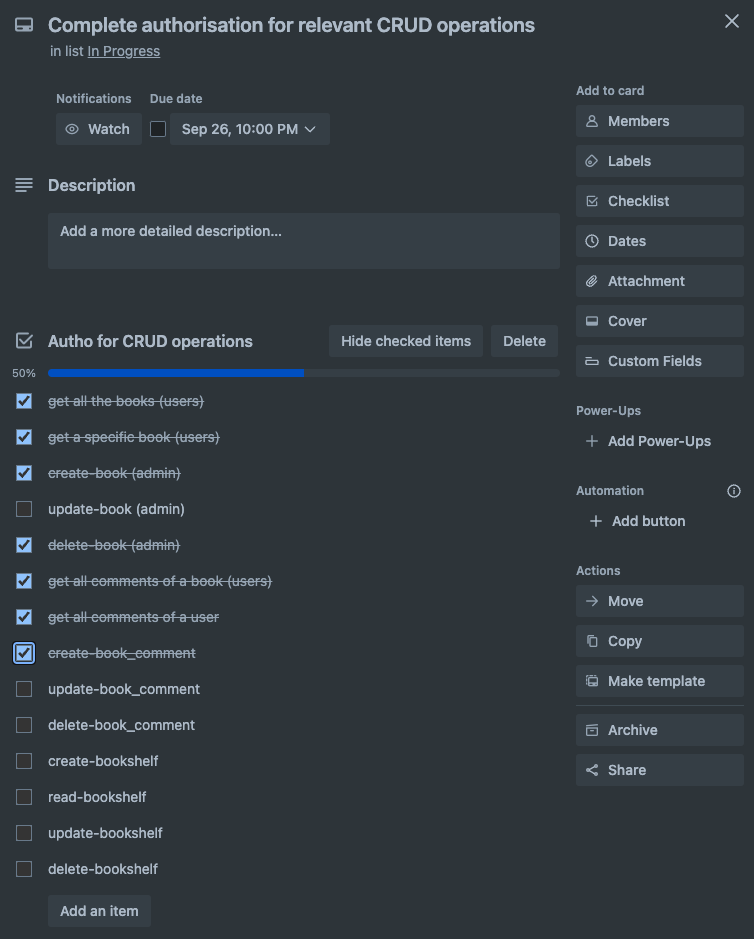 Complete authorisation for relevant CRUD operations
in list In Progress
Notifications
Due date
Watch
Sep 26, 10:00 PM
Description
Add a more detailed description...
Autho for CRUD operations
Hide checked items
Delete
50%
get all the books (users)
get a specific book (users)
create-book (admin)
update-book (admin)
delete-book (admin)
get all comments of a book (users)
get all comments of a user
create-book_comment
update-book_comment
delete-book_comment
create-bookshelf
read-bookshelf
update-bookshelf
delete-bookshelf
Add an item
Add to card
Members
Labels
Checklist
Dates
Attachment
Cover
Custom Fields
Power-Ups
Add Power-Ups
Automation
Add button
Actions
Move
Copy
Make template
Archive
Share